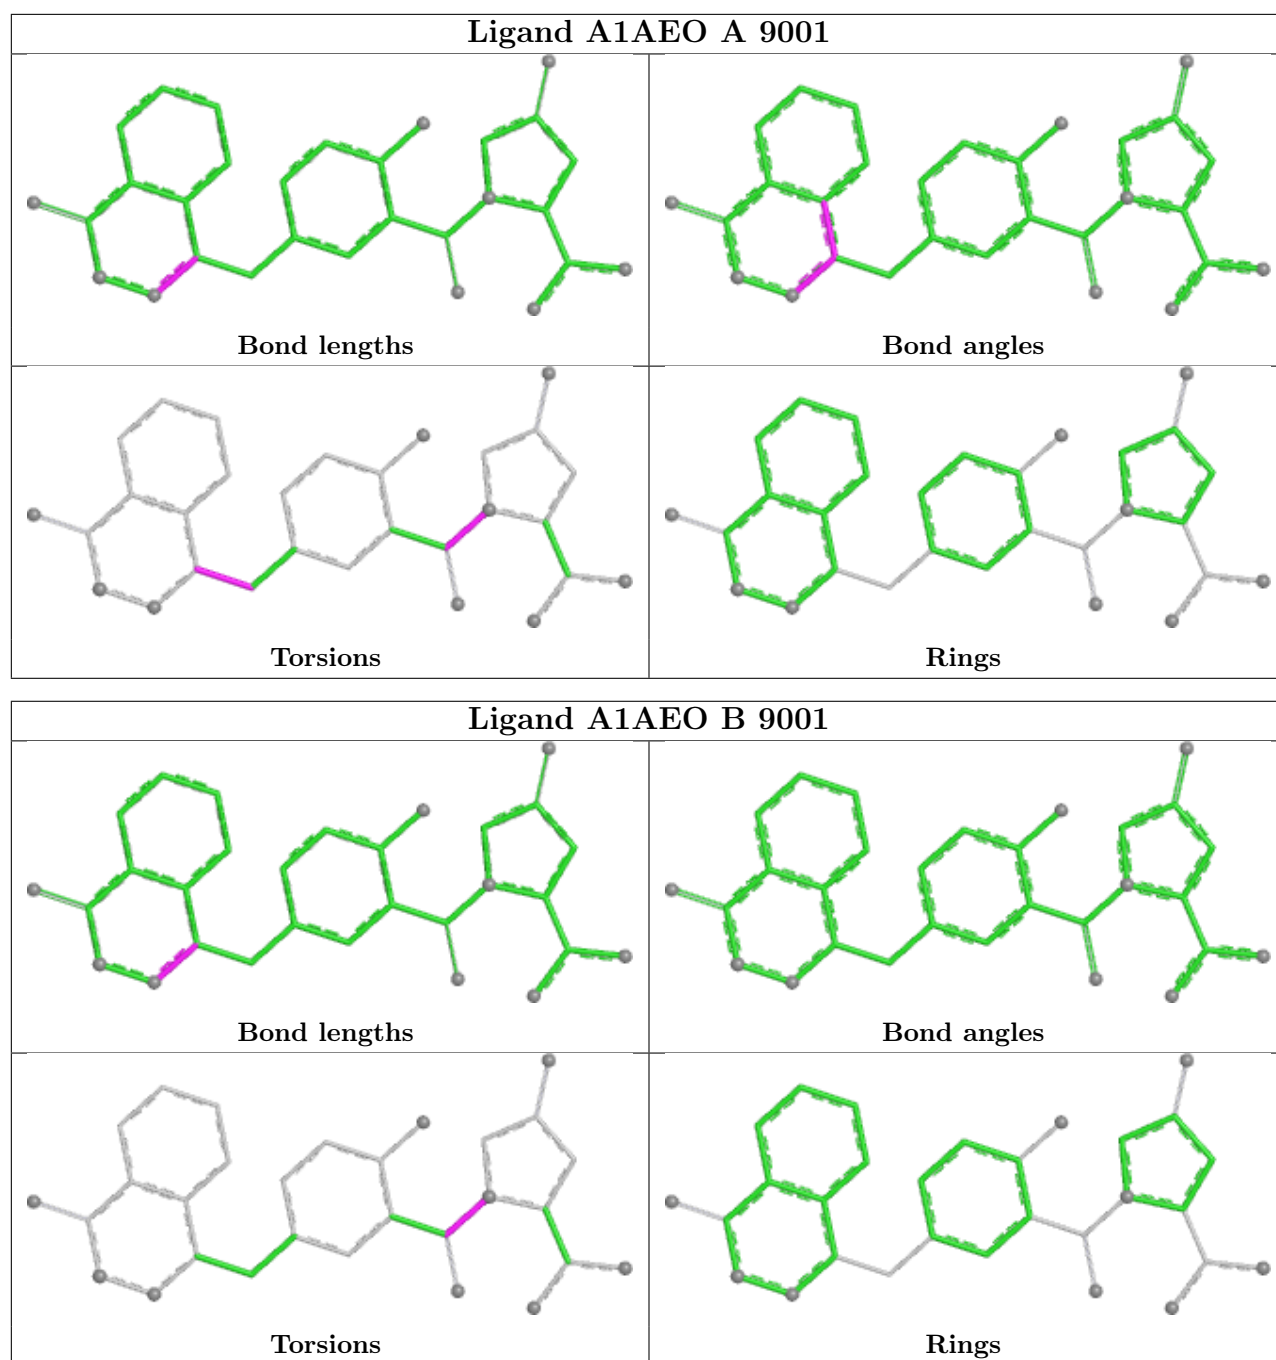 Ligand A1AEO A 9001
Bond lengths
Bond angles
Torsions
Rings
Ligand A1AEO B 9001
Bond lengths
Bond angles
Torsions
Rings